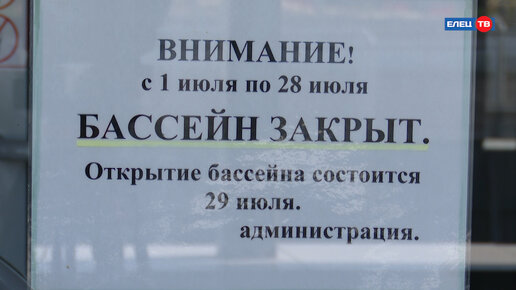 ЕЛЕЦ ТВ
ВНИМАНИЕ!
с 1 июля по 28 июля
БАССЕЙН ЗАКРЫТ.
Открытие бассейна состоится
29 июля.
администрация.